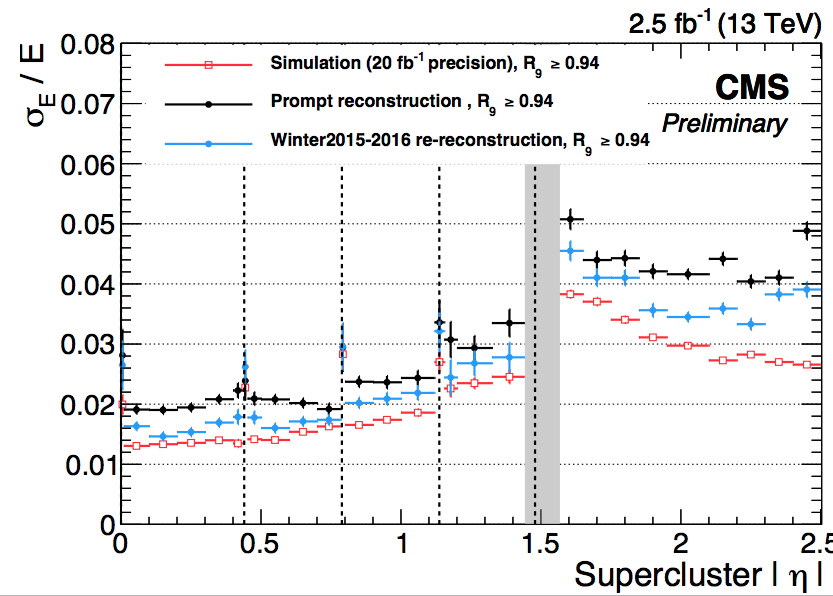 2.5 fb⁻¹ (13 TeV)
σ_E / E
0.08
0.07
0.06
0.05
0.04
0.03
0.02
0.01
0
Simulation (20 fb⁻¹ precision), R₉ ≥ 0.94
Prompt reconstruction , R₉ ≥ 0.94
Winter2015-2016 re-reconstruction, R₉ ≥ 0.94
CMS
Preliminary
0 0.5 1 1.5 2 2.5
Supercluster | η |